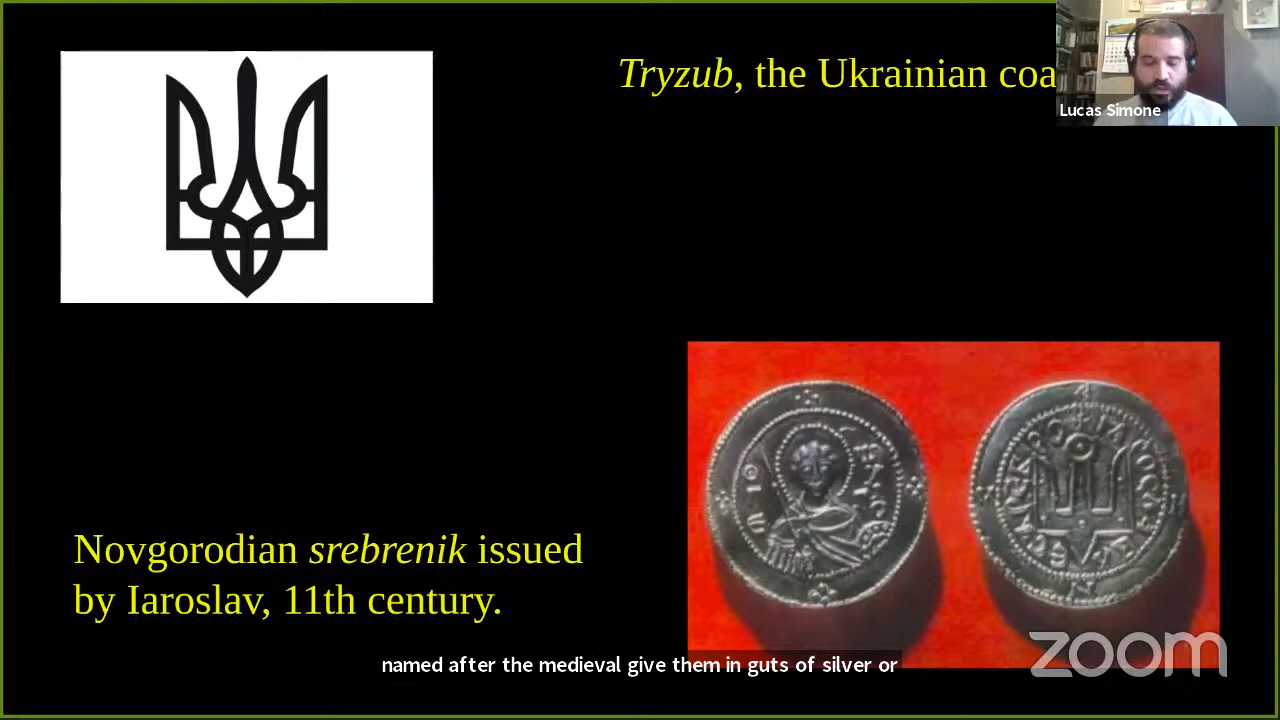 Tryzub, the Ukrainian coa
Lucas Simone
Novgorodian srebrenik issued
by Iaroslav, 11th century.
named after the medieval give them in guts of silver or
zoom